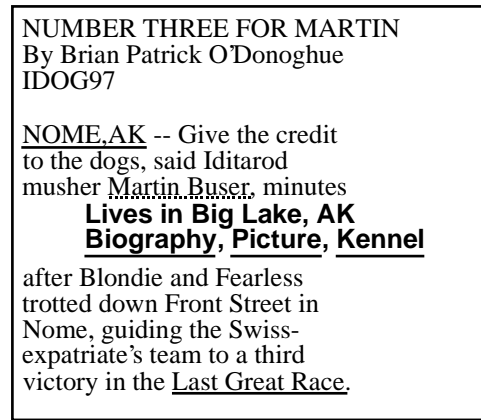 NUMBER THREE FOR MARTIN
By Brian Patrick O'Donoghue
IDOG97
NOME,AK -- Give the credit
to the dogs, said Iditarod
musher Martin Buser, minutes
Lives in Big Lake, AK
Biography, Picture, Kennel
after Blondie and Fearless
trotted down Front Street in
Nome, guiding the Swiss-
expatriate's team to a third
victory in the Last Great Race.